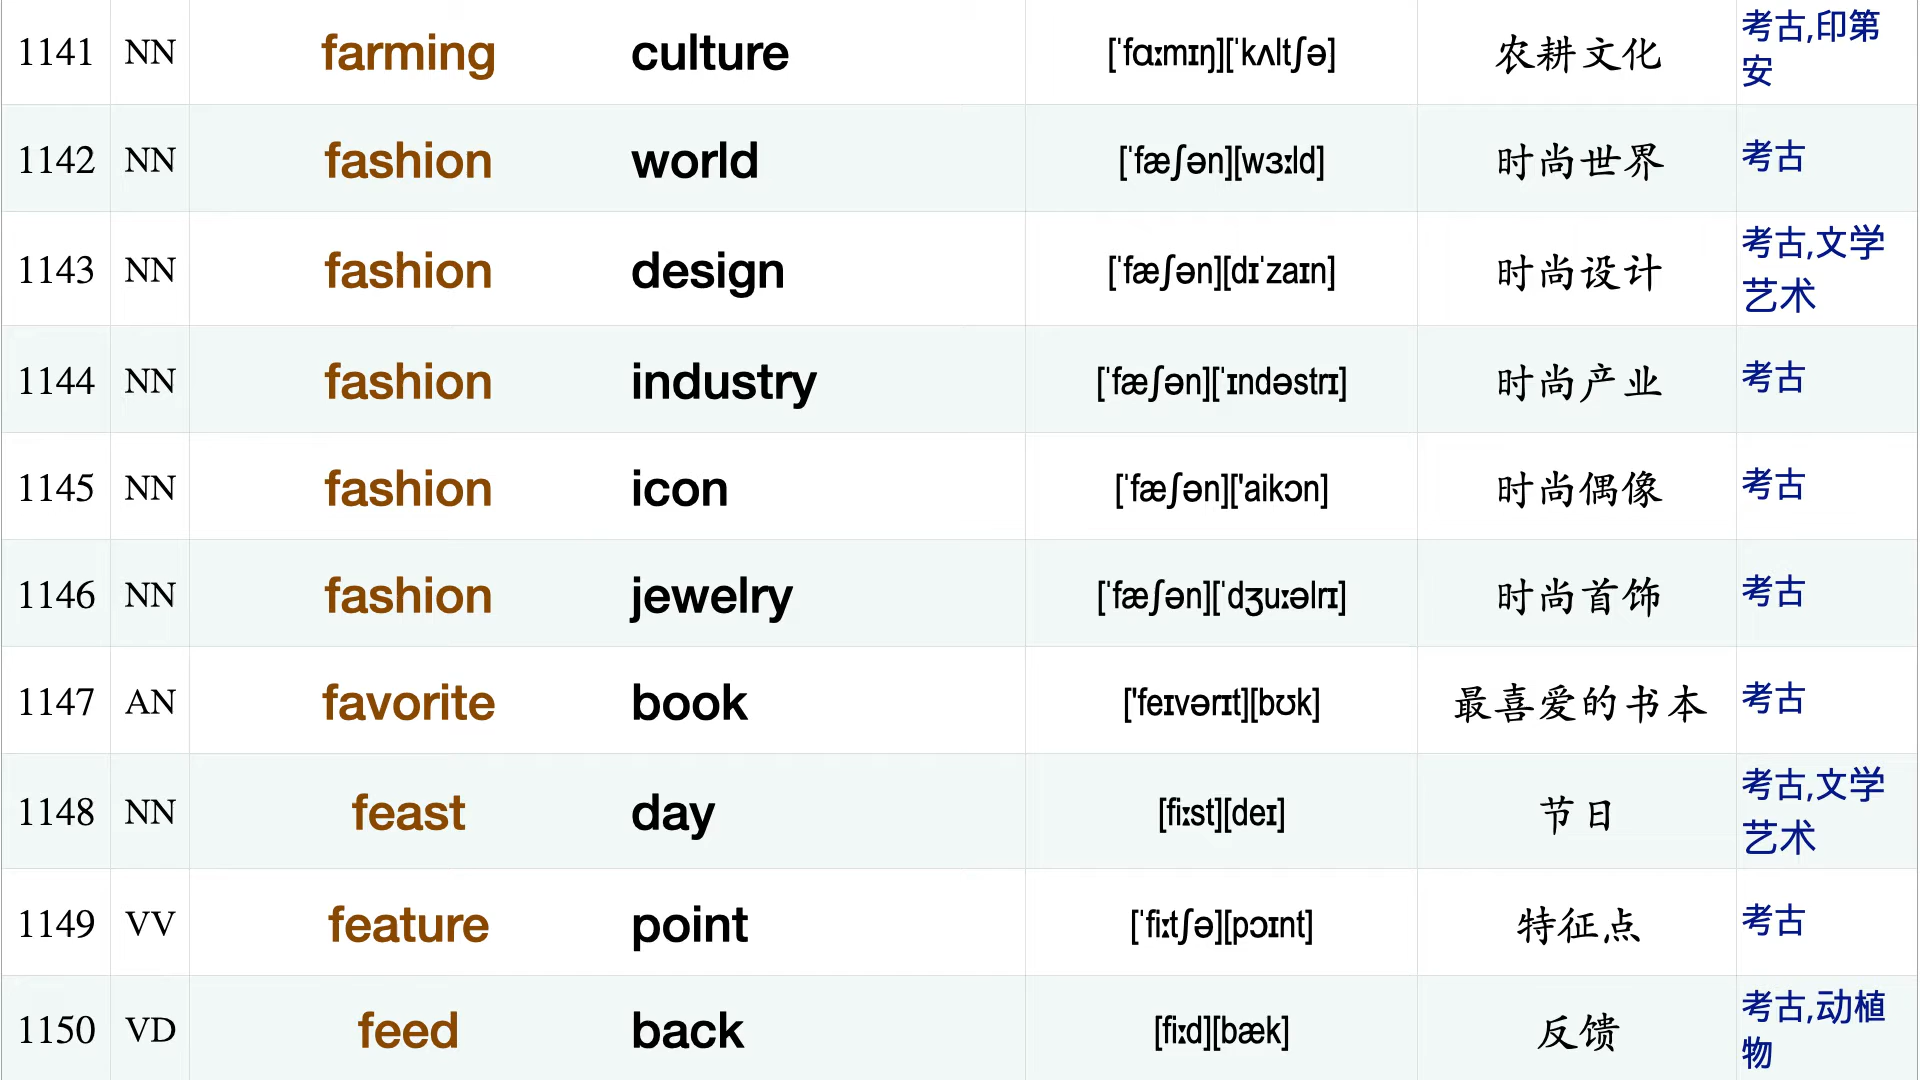 1141 NN farming culture [ˈfɑːmɪŋ][ˈkʌltʃə] 农耕文化 考古,印第
安
1142 NN fashion world [ˈfæʃən][wɜːld] 时尚世界 考古
1143 NN fashion design [ˈfæʃən][dɪˈzaɪn] 时尚设计 考古,文学
艺术
1144 NN fashion industry [ˈfæʃən][ˈɪndəstrɪ] 时尚产业 考古
1145 NN fashion icon [ˈfæʃən]['aikɔn] 时尚偶像 考古
1146 NN fashion jewelry [ˈfæʃən][ˈdʒuːəlrɪ] 时尚首饰 考古
1147 AN favorite book ['feɪvərɪt][bʊk] 最喜爱的书本 考古
1148 NN feast day [fiːst][deɪ] 节日 考古,文学
艺术
1149 VV feature point [ˈfiːtʃə][pɔɪnt] 特征点 考古
1150 VD feed back [fiːd][bæk] 反馈 考古,动植
物